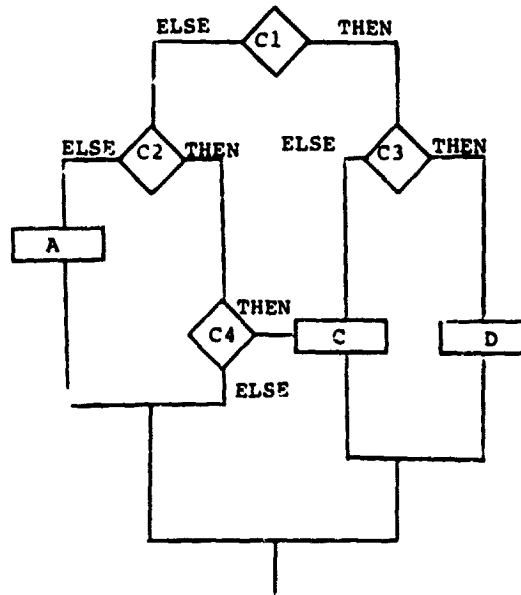 ELSE C1 THEN
ELSE C2 THEN
ELSE C3 THEN
A
THEN
C4 C D
ELSE